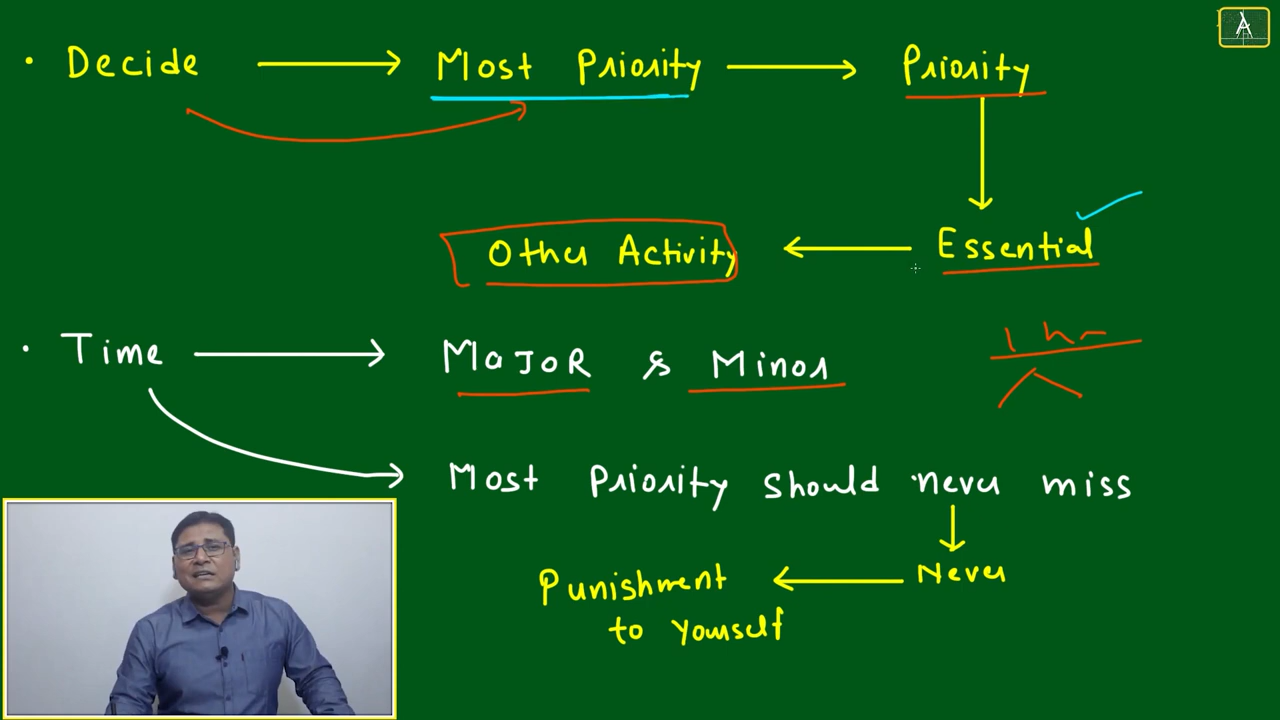 • Decide → Most Priority → Priority
Other Activity ← Essential
• Time → MaJoR & Minor
1 hr
Most Priority should never miss
Punishment ← Never
to yourself
A